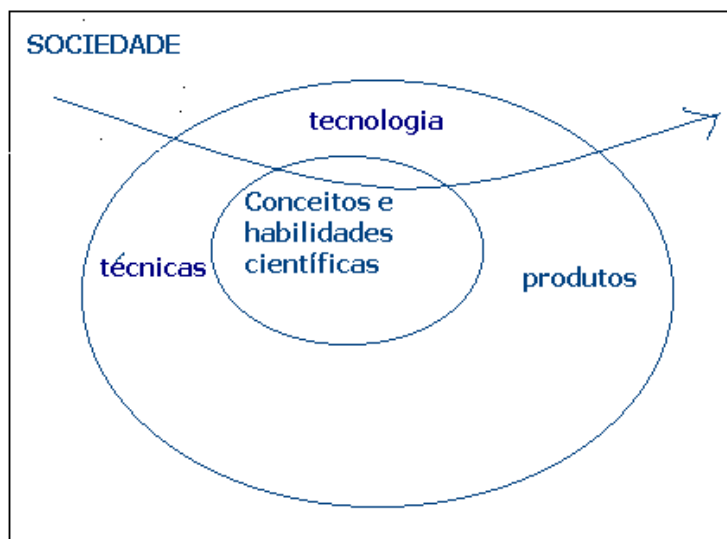 SOCIEDADE
tecnologia
Conceitos e
habilidades
científicas
técnicas
produtos